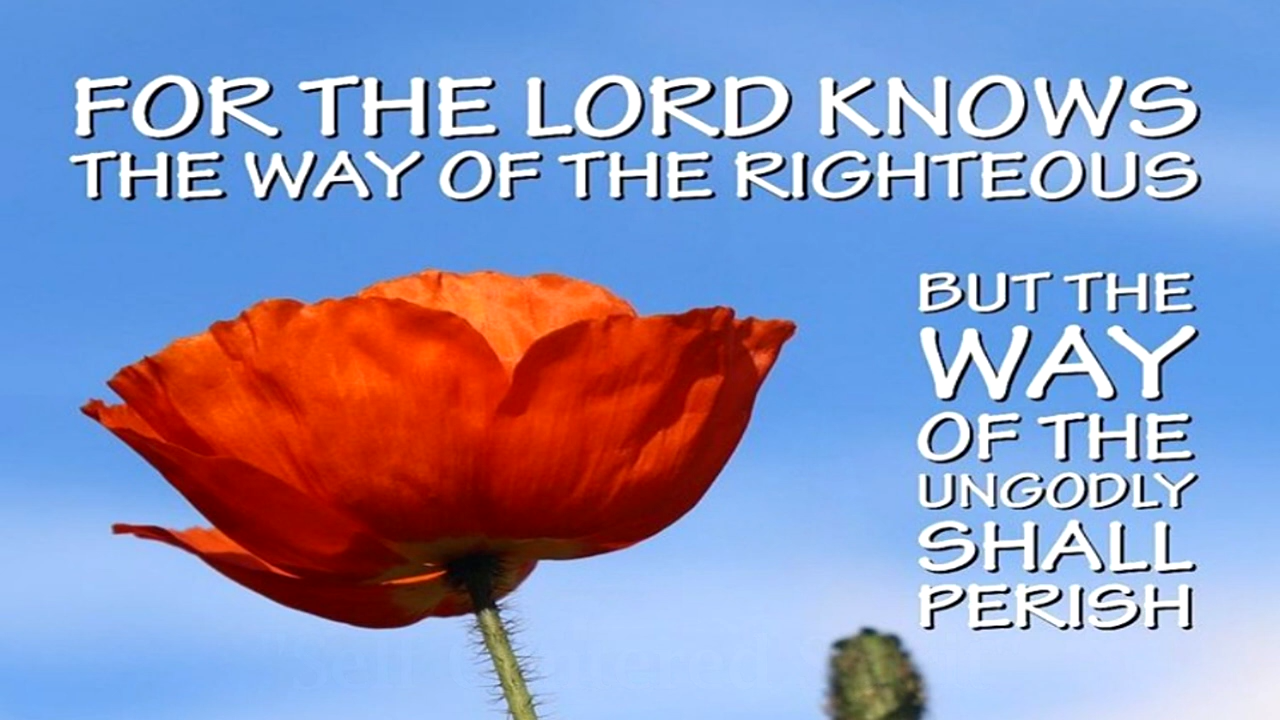 FOR THE LORD KNOWS
THE WAY OF THE RIGHTEOUS
BUT THE
WAY
OF THE
UNGODLY
SHALL
PERISH